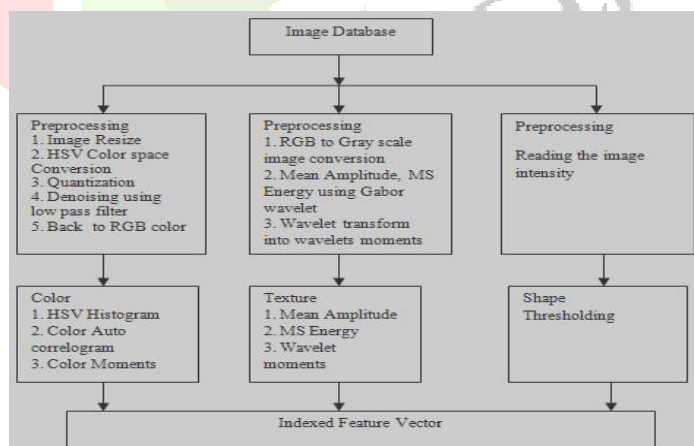 Image Database
Preprocessing
1. Image Resize
2. HSV Color space
Conversion
3. Quantization
4. Denoising using
low pass filter
5. Back to RGB color
Preprocessing
1. RGB to Gray scale
image conversion
2. Mean Amplitude, MS
Energy using Gabor
wavelet
3. Wavelet transform
into wavelets moments
Preprocessing
Reading the image
intensity
Color
1. HSV Histogram
2. Color Auto
correlogram
3. Color Moments
Texture
1. Mean Amplitude
2. MS Energy
3. Wavelet
moments
Shape
Thresholding
Indexed Feature Vector